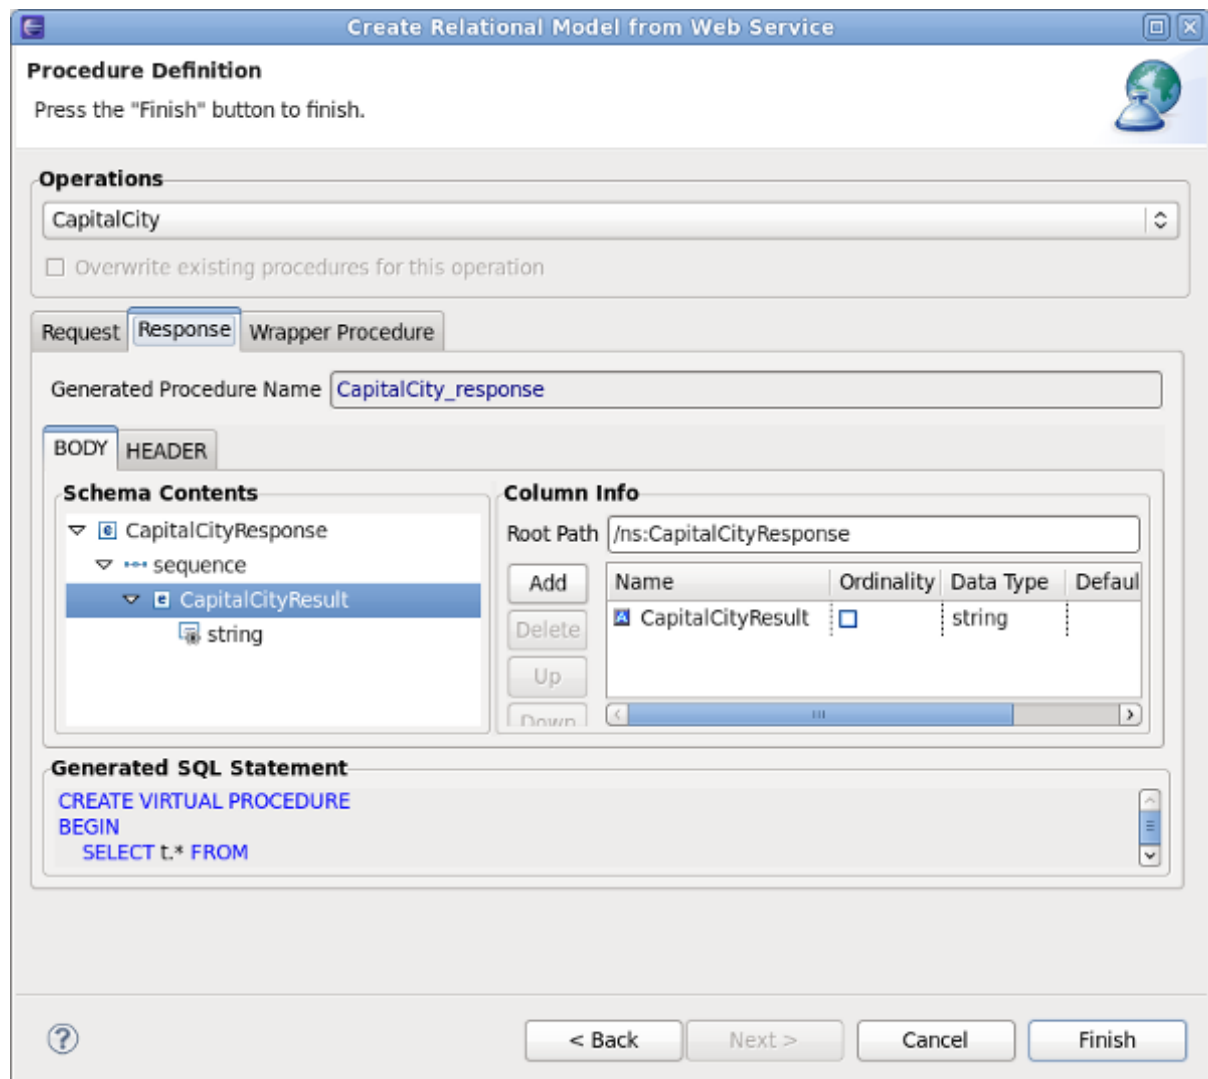 Create Relational Model from Web Service
Procedure Definition
Press the "Finish" button to finish.
Operations
CapitalCity
Overwrite existing procedures for this operation
Request Response Wrapper Procedure
Generated Procedure Name CapitalCity_response
BODY HEADER
Schema Contents
CapitalCityResponse
sequence
CapitalCityResult
string
Column Info
Root Path /ns:CapitalCityResponse
Add
Delete
Up
Down
Name Ordinality Data Type Defaul
CapitalCityResult string
Generated SQL Statement
CREATE VIRTUAL PROCEDURE
BEGIN
SELECT t.* FROM
< Back Next > Cancel Finish